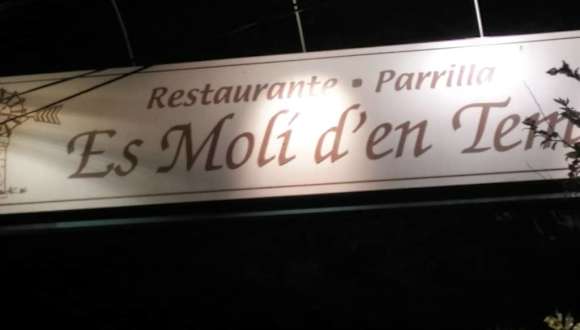 Restaurante • Parrilla
Es Molí d'en Tem